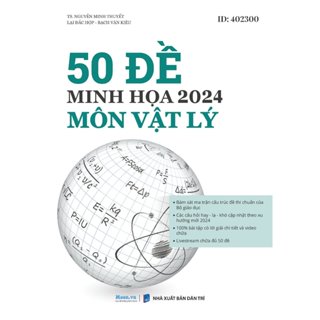 TS. NGUYỄN MINH THUYẾT
LẠI ĐẮC HỢP - BẠCH VĂN KIỆU
ID: 402300
50 ĐỀ
MINH HỌA 2024
MÔN VẬT LÝ
Bám sát ma trận cấu trúc đề thi chuẩn của
Bộ giáo dục
Các câu hỏi hay - lạ - khó cập nhật theo xu
hướng mới 2024
100% bài tập có lời giải chi tiết và video
chữa
Livestream chữa đủ 50 đề
NHÀ XUẤT BẢN DÂN TRÍ